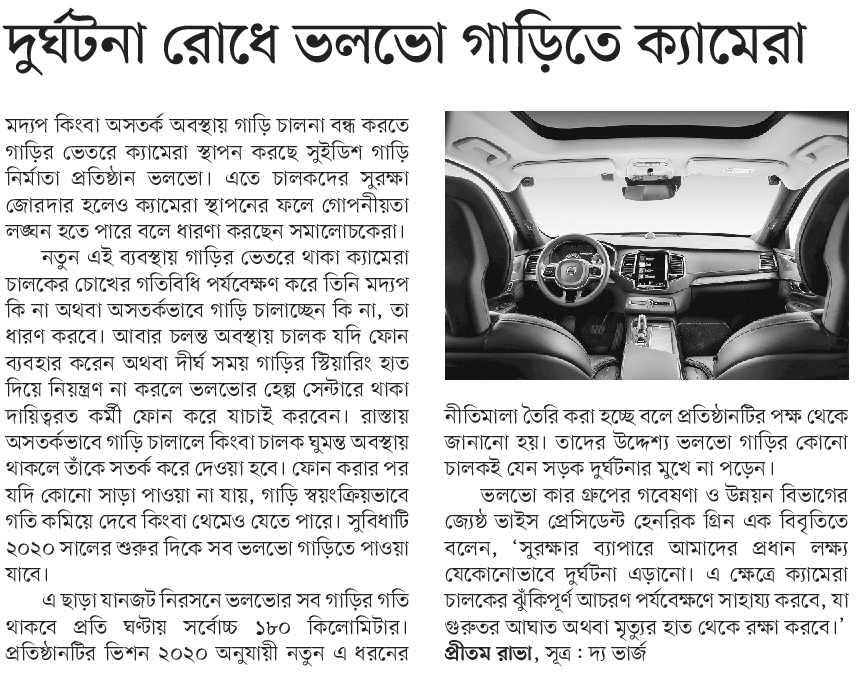 দুর্ঘটনা রোধে ভলভো গাড়িতে ক্যামেরা
মদ্যপ কিংবা অসতর্ক অবস্থায় গাড়ি চালনা বন্ধ করতে
গাড়ির ভেতরে ক্যামেরা স্থাপন করছে সুইডিশ গাড়ি
নির্মাতা প্রতিষ্ঠান ভলভো। এতে চালকদের সুরক্ষা
জোরদার হলেও ক্যামেরা স্থাপনের ফলে গোপনীয়তা
লঙ্ঘন হতে পারে বলে ধারণা করছেন সমালোচকেরা।
নতুন এই ব্যবস্থায় গাড়ির ভেতরে থাকা ক্যামেরা
চালকের চোখের গতিবিধি পর্যবেক্ষণ করে তিনি মদ্যপ
কি না অথবা অসতর্কভাবে গাড়ি চালাচ্ছেন কি না, তা
ধারণ করবে। আবার চলন্ত অবস্থায় চালক যদি ফোন
ব্যবহার করেন অথবা দীর্ঘ সময় গাড়ির স্টিয়ারিং হাত
দিয়ে নিয়ন্ত্রণ না করলে ভলভোর হেল্প সেন্টারে থাকা
দায়িত্বরত কর্মী ফোন করে যাচাই করবেন। রাস্তায়
অসতর্কভাবে গাড়ি চালালে কিংবা চালক ঘুমন্ত অবস্থায়
থাকলে তাঁকে সতর্ক করে দেওয়া হবে। ফোন করার পর
যদি কোনো সাড়া পাওয়া না যায়, গাড়ি স্বয়ংক্রিয়ভাবে
গতি কমিয়ে দেবে কিংবা থেমেও যেতে পারে। সুবিধাটি
২০২০ সালের শুরুর দিকে সব ভলভো গাড়িতে পাওয়া
যাবে।
এ ছাড়া যানজট নিরসনে ভলভোর সব গাড়ির গতি
থাকবে প্রতি ঘণ্টায় সর্বোচ্চ ১৮০ কিলোমিটার।
প্রতিষ্ঠানটির ভিশন ২০২০ অনুযায়ী নতুন এ ধরনের
নীতিমালা তৈরি করা হচ্ছে বলে প্রতিষ্ঠানটির পক্ষ থেকে
জানানো হয়। তাদের উদ্দেশ্য ভলভো গাড়ির কোনো
চালকই যেন সড়ক দুর্ঘটনার মুখে না পড়েন।
ভলভো কার গ্রুপের গবেষণা ও উন্নয়ন বিভাগের
জ্যেষ্ঠ ভাইস প্রেসিডেন্ট হেনরিক গ্রিন এক বিবৃতিতে
বলেন, ‘সুরক্ষার ব্যাপারে আমাদের প্রধান লক্ষ্য
যেকোনোভাবে দুর্ঘটনা এড়ানো। এ ক্ষেত্রে ক্যামেরা
চালকের ঝুঁকিপূর্ণ আচরণ পর্যবেক্ষণে সাহায্য করবে, যা
গুরুতর আঘাত অথবা মৃত্যুর হাত থেকে রক্ষা করবে।’
প্রীতম রাভা, সূত্র : দ্য ভার্জ